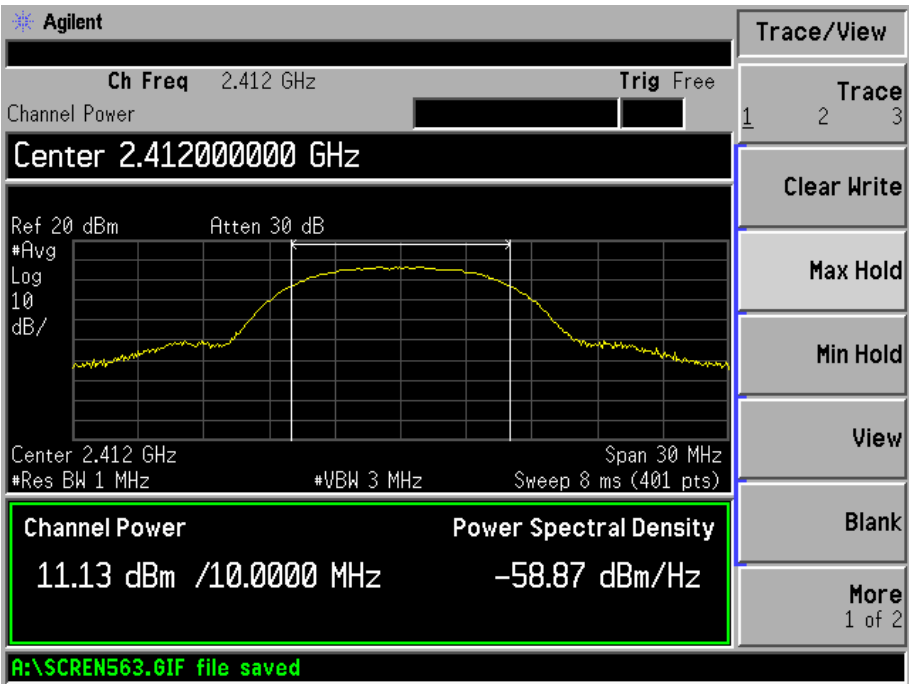 Agilent
Trace/View
Ch Freq 2.412 GHz Trig Free
Channel Power
Trace
1 2 3
Center 2.412000000 GHz
Clear Write
Ref 20 dBm Atten 30 dB
#Avg
Log
10
dB/
Max Hold
Min Hold
Center 2.412 GHz Span 30 MHz
#Res BW 1 MHz #VBW 3 MHz Sweep 8 ms (401 pts)
View
Channel Power Power Spectral Density
11.13 dBm /10.0000 MHz -58.87 dBm/Hz
Blank
More
1 of 2
A:\SCREN563.GIF file saved